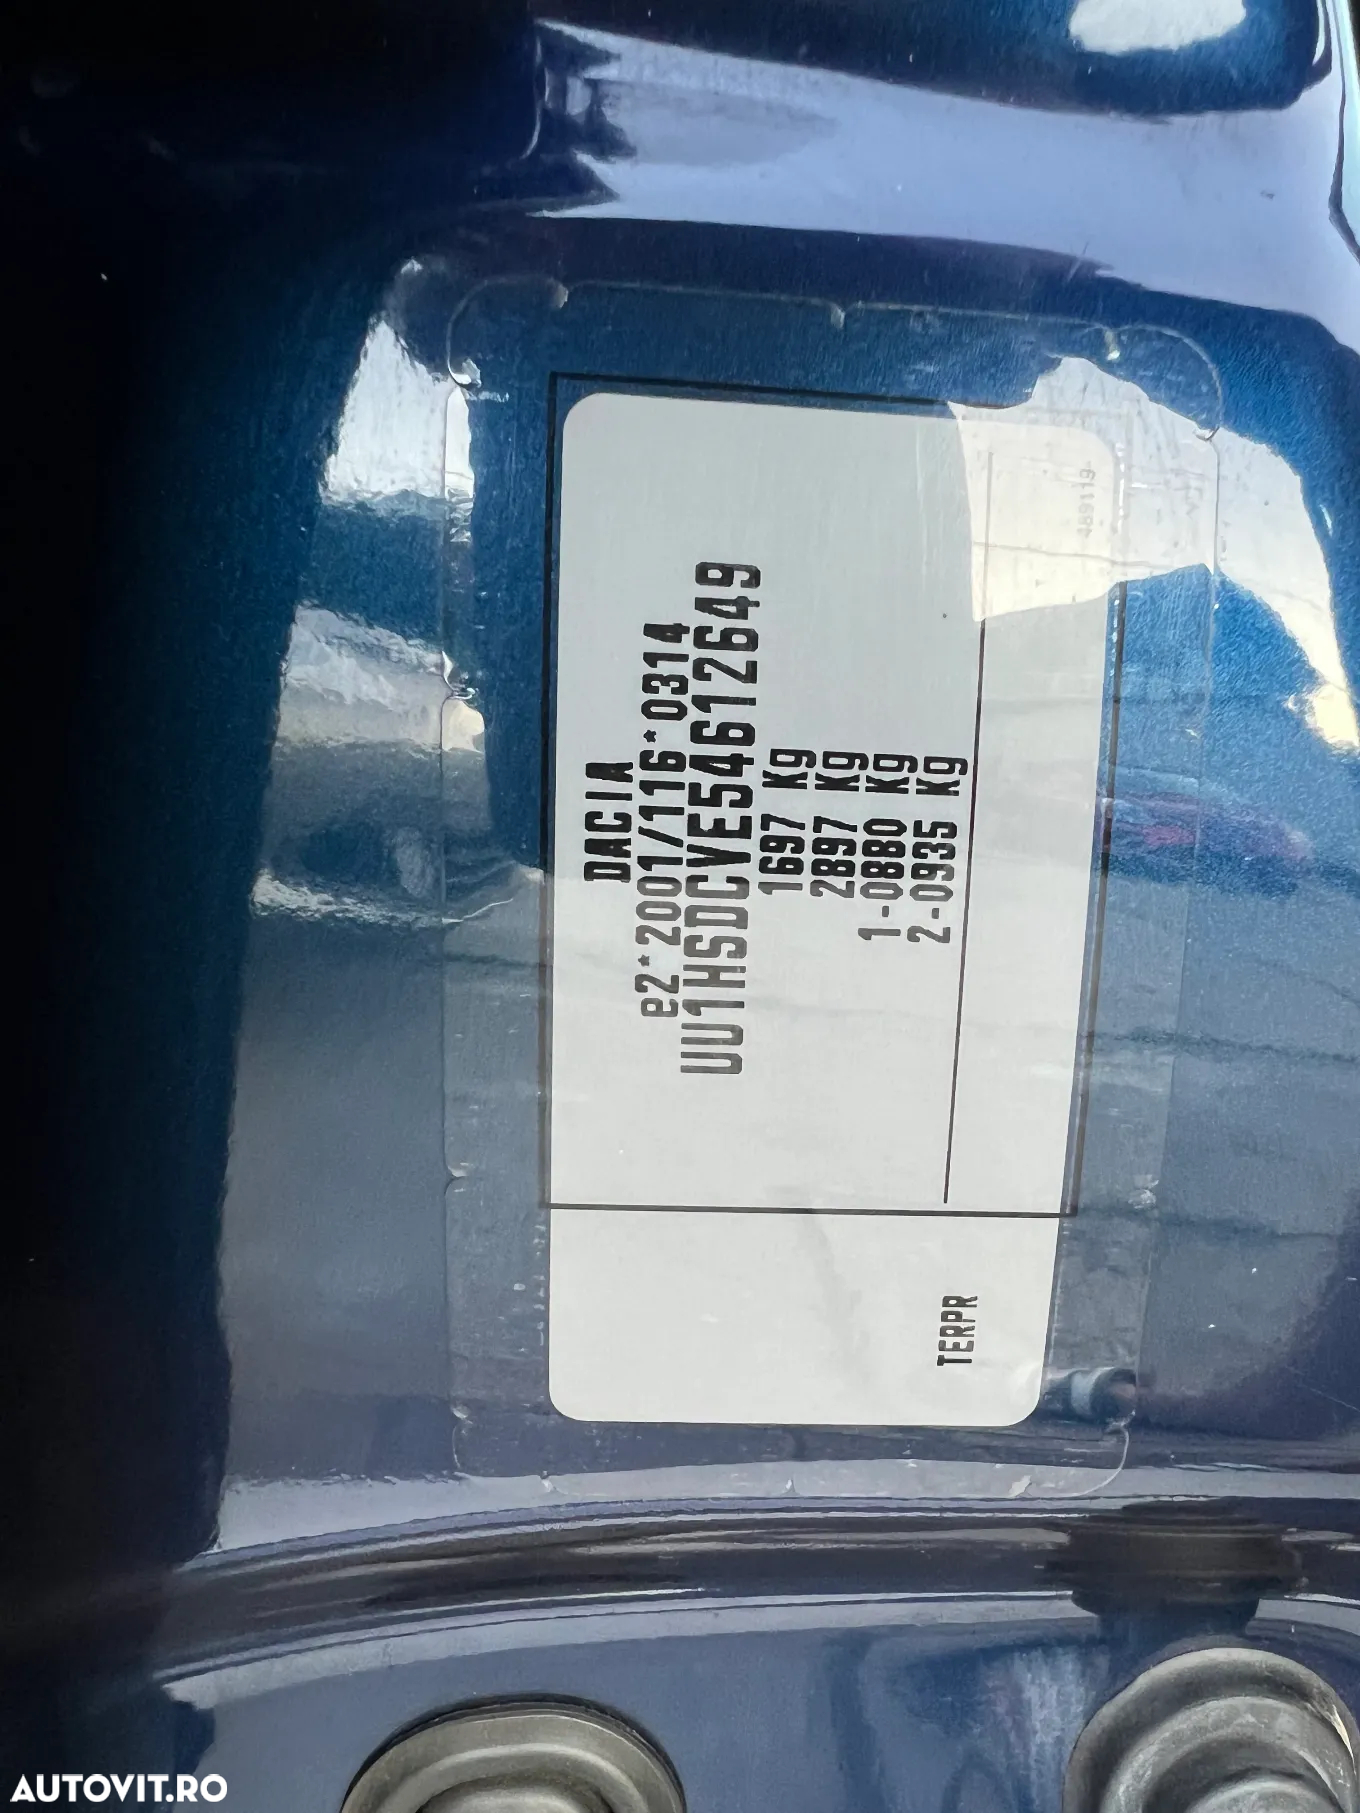 DACIA
e2*2001/116*0314
UU1HSDCVE54612649
1697 Kg
2897 Kg
1-0880 Kg
2-0935 Kg
489119
TERPR
AUTOVIT.RO